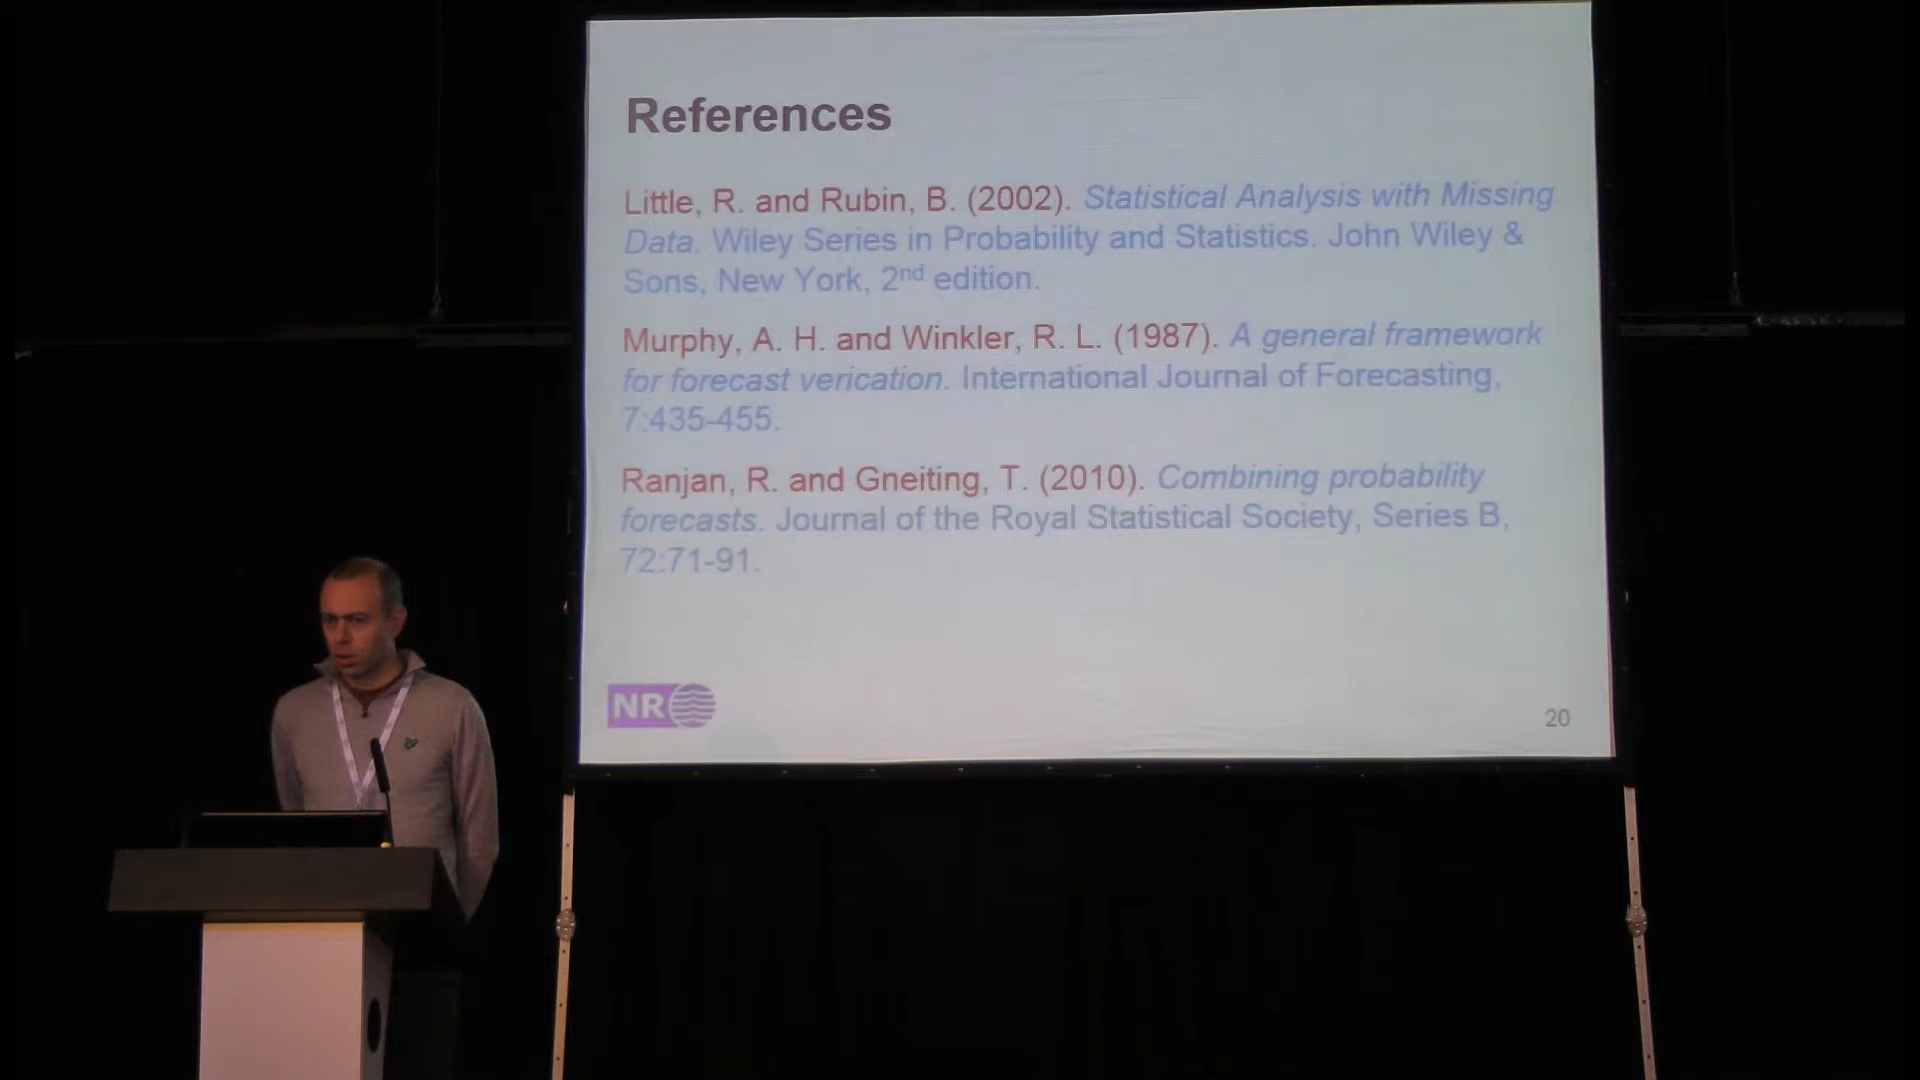 References
Little, R. and Rubin, B. (2002). Statistical Analysis with Missing
Data. Wiley Series in Probability and Statistics. John Wiley &
Sons, New York, 2nd edition.
Murphy, A. H. and Winkler, R. L. (1987). A general framework
for forecast verication. International Journal of Forecasting,
7:435-455.
Ranjan, R. and Gneiting, T. (2010). Combining probability
forecasts. Journal of the Royal Statistical Society, Series B,
72:71-91.
NR
20